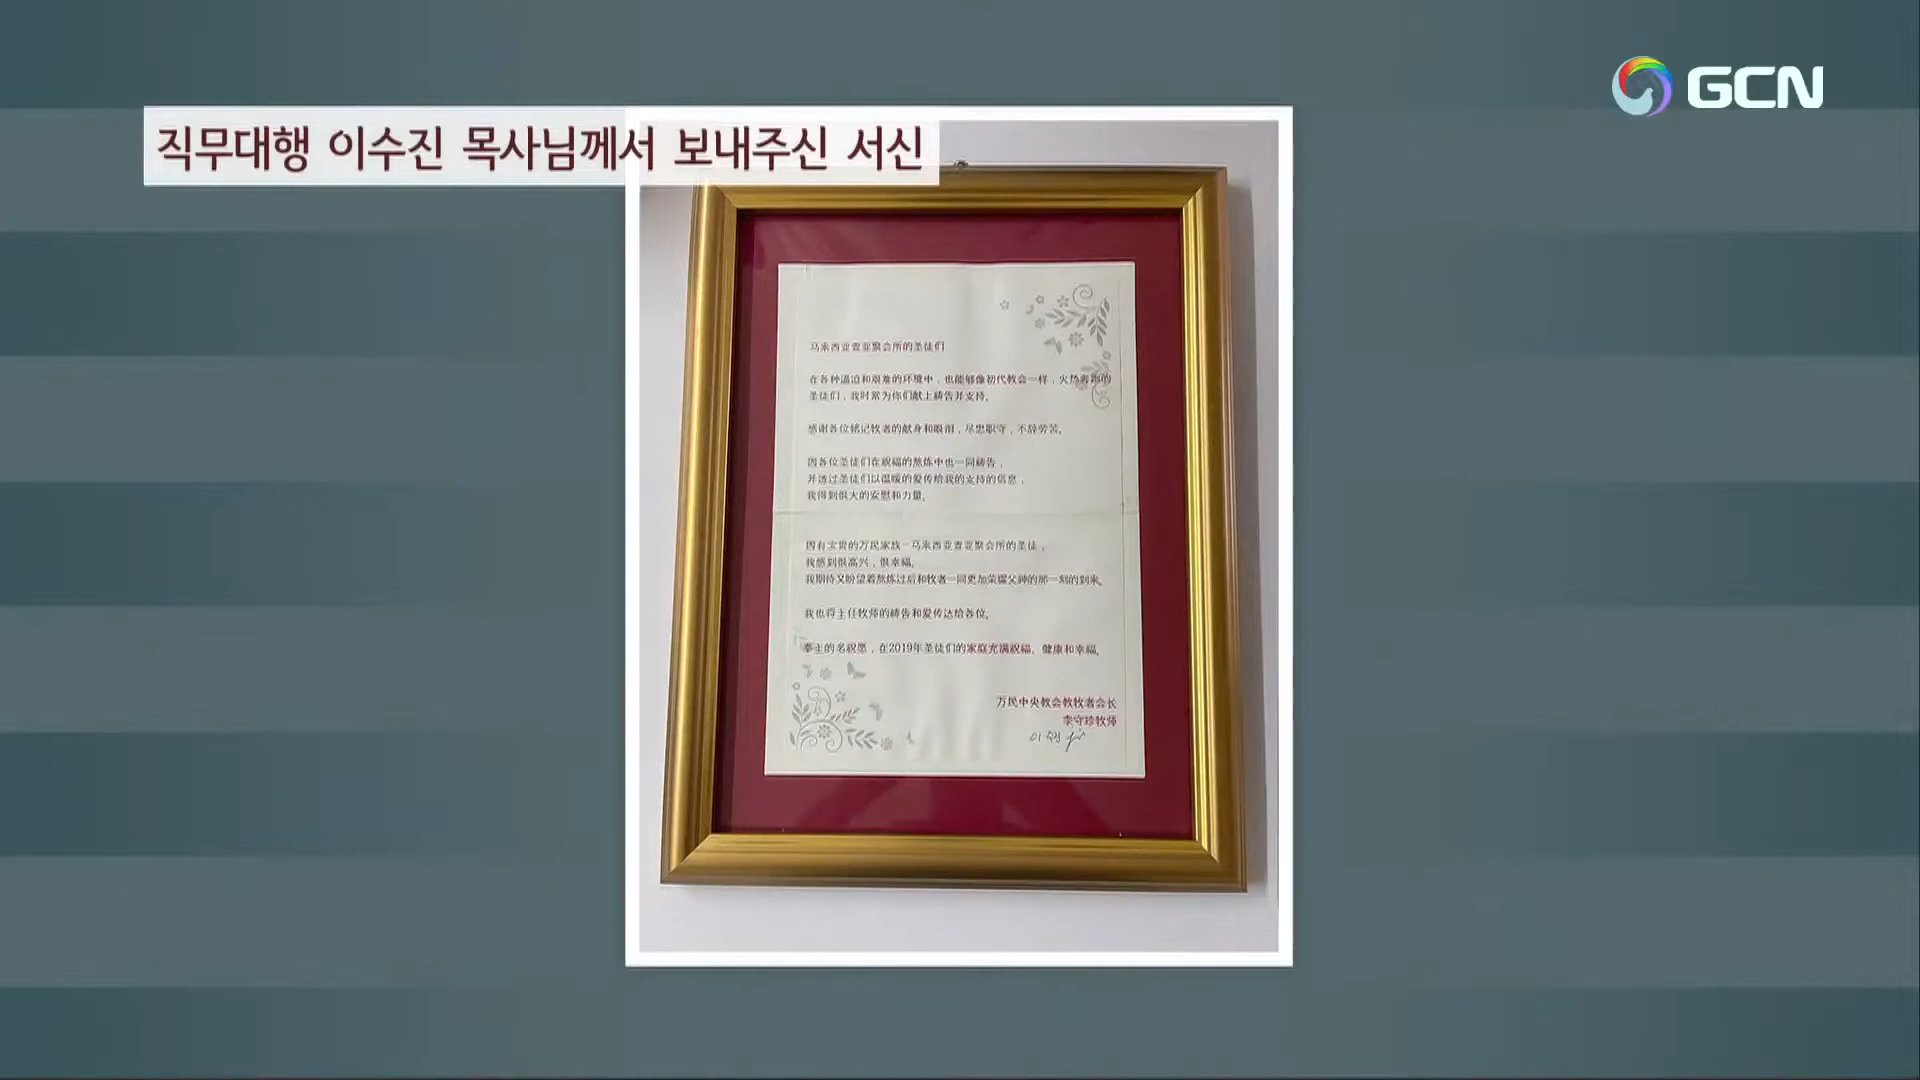 GCN
직무대행 이수진 목사님께서 보내주신 서신
马来西亚壹亚聚会所的圣徒们
在各种逼迫和艰难的环境中，也能够像初代教会一样，火热奔跑的
圣徒们，我时常为你们献上祷告并支持。
感谢各位铭记牧者的献身和眼泪，尽忠职守，不辞劳苦。
因各位圣徒们在祝福的熬炼中也一同祷告，
并透过圣徒们以温暖的爱传给我的支持的信息，
我得到很大的安慰和力量。
因有宝贵的万民家族-马来西亚壹亚聚会所的圣徒，
我感到很高兴，很幸福。
我期待又盼望着熬炼过后和牧者一同更加荣耀父神的那一刻的到来。
我也将主任牧师的祷告和爱传达给各位。
奉主的名祝愿，在2019年圣徒们的家庭充满祝福、健康和幸福。
万民中央教会教牧者会长
李守珍牧师